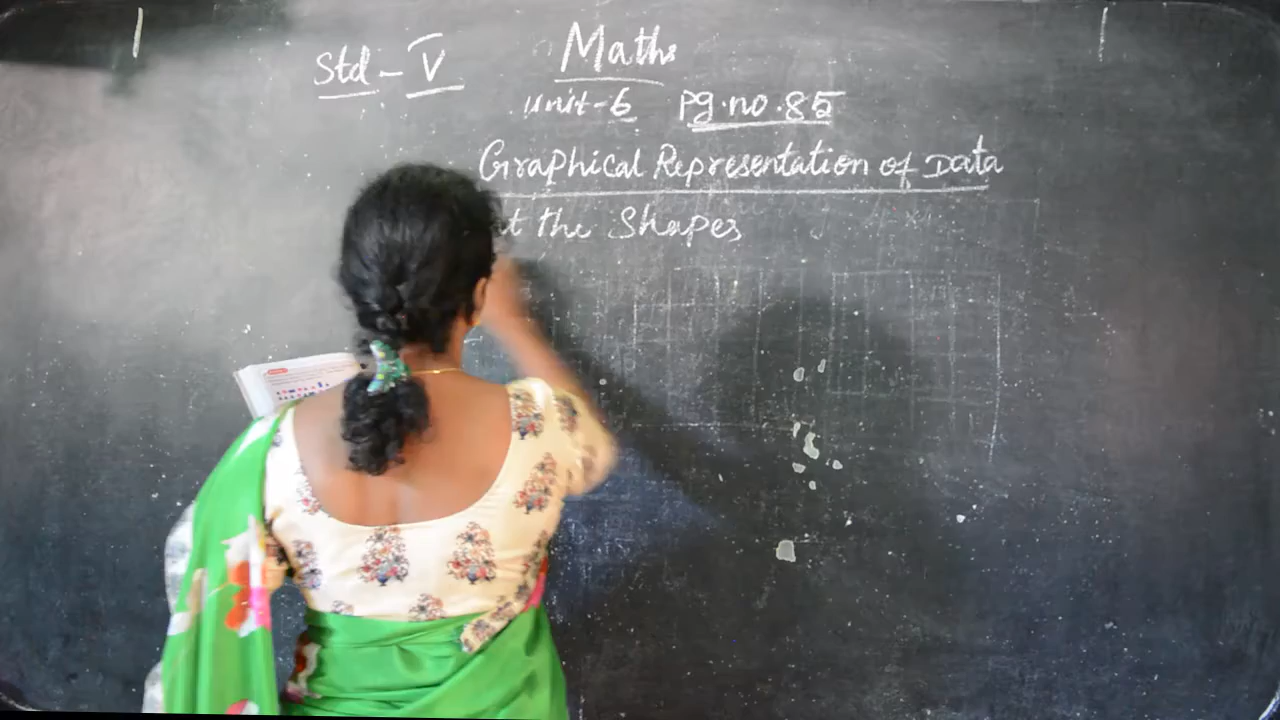 Maths
Std - V
Unit-6 Pg.no.85
Graphical Representation of Data
the Shapes